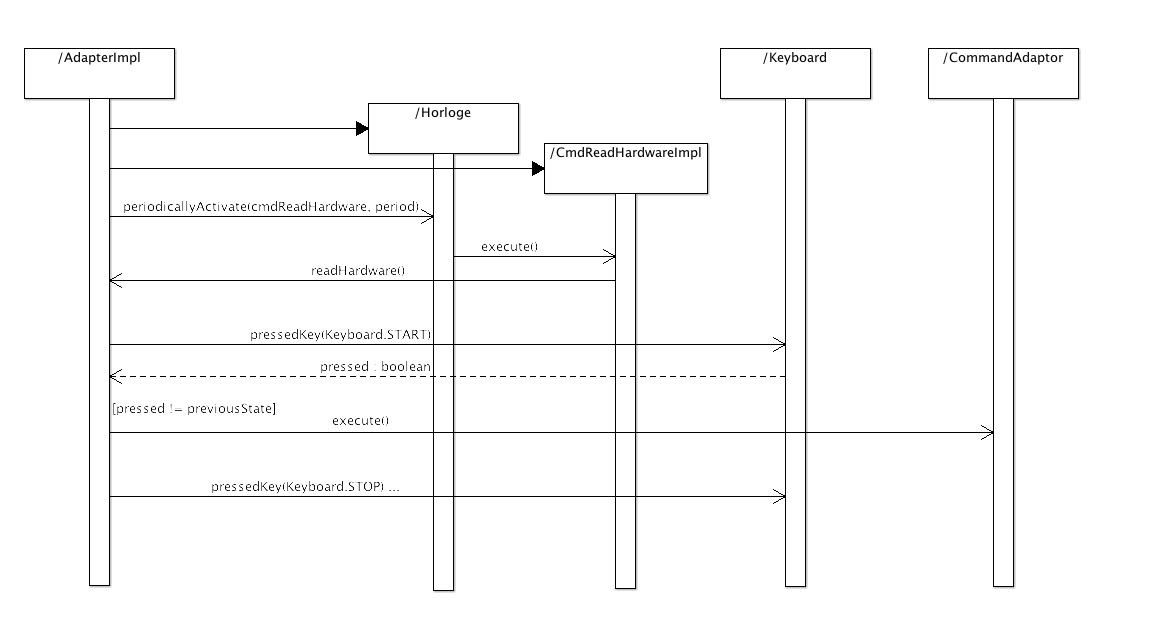 /AdapterImpl
/Keyboard
/CommandAdaptor
/Horloge
/CmdReadHardwareImpl
periodicallyActivate(cmdReadHardware, period)
execute()
readHardware()
pressedKey(Keyboard.START)
pressed : boolean
[pressed != previousState]
execute()
pressedKey(Keyboard.STOP) ...